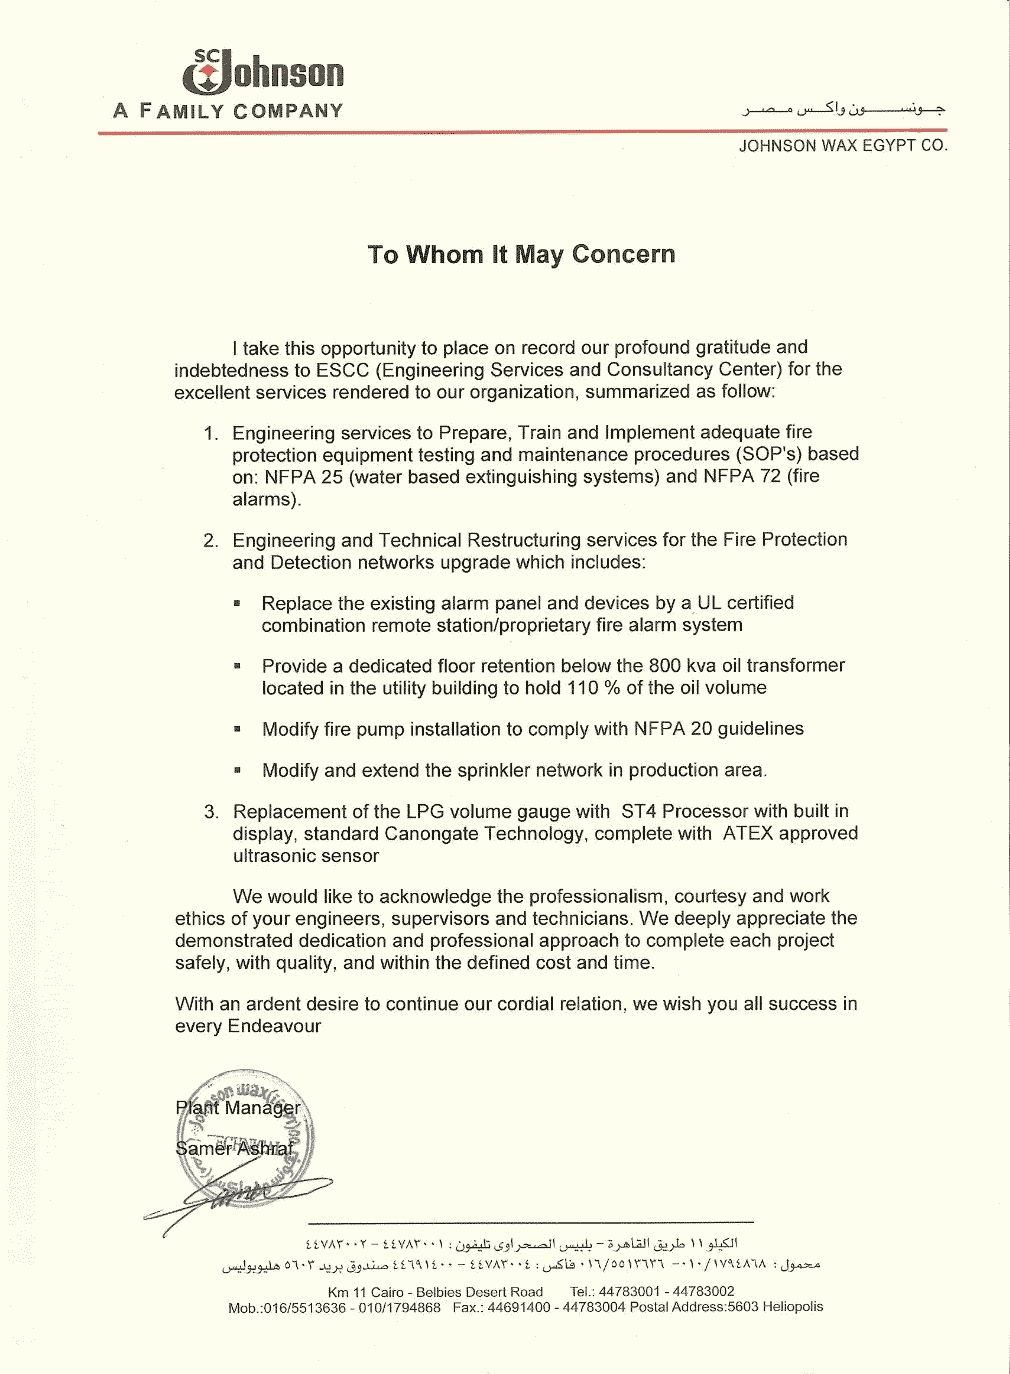 SC Johnson
A FAMILY COMPANY
جونسون واكس مصر
JOHNSON WAX EGYPT CO.
To Whom It May Concern
I take this opportunity to place on record our profound gratitude and
indebtedness to ESCC (Engineering Services and Consultancy Center) for the
excellent services rendered to our organization, summarized as follow:
1. Engineering services to Prepare, Train and Implement adequate fire
protection equipment testing and maintenance procedures (SOP's) based
on: NFPA 25 (water based extinguishing systems) and NFPA 72 (fire
alarms).
2. Engineering and Technical Restructuring services for the Fire Protection
and Detection networks upgrade which includes:
▪ Replace the existing alarm panel and devices by a UL certified
combination remote station/proprietary fire alarm system
▪ Provide a dedicated floor retention below the 800 kva oil transformer
located in the utility building to hold 110 % of the oil volume
▪ Modify fire pump installation to comply with NFPA 20 guidelines
▪ Modify and extend the sprinkler network in production area.
3. Replacement of the LPG volume gauge with ST4 Processor with built in
display, standard Canongate Technology, complete with ATEX approved
ultrasonic sensor
We would like to acknowledge the professionalism, courtesy and work
ethics of your engineers, supervisors and technicians. We deeply appreciate the
demonstrated dedication and professional approach to complete each project
safely, with quality, and within the defined cost and time.
With an ardent desire to continue our cordial relation, we wish you all success in
every Endeavour
Johnson Wax (Egypt) Co.
Plant Manager
TECHNICAL
Samer Ashraf
الكيلو ١١ طريق القاهرة – بلبيس الصحراوى تليفون : ٤٤٧٨٣٠٠١ – ٤٤٧٨٣٠٠٢
محمول : ٠١٠/١٧٩٤٨٦٨ – ٠١٦/٥٥١٣٦٣٦ فاكس : ٤٤٧٨٣٠٠٤ – ٤٤٦٩١٤٠٠ صندوق بريد ٥٦٠٣ هليوبوليس
Km 11 Cairo - Belbies Desert Road Tel.: 44783001 - 44783002
Mob.:016/5513636 - 010/1794868 Fax.: 44691400 - 44783004 Postal Address:5603 Heliopolis